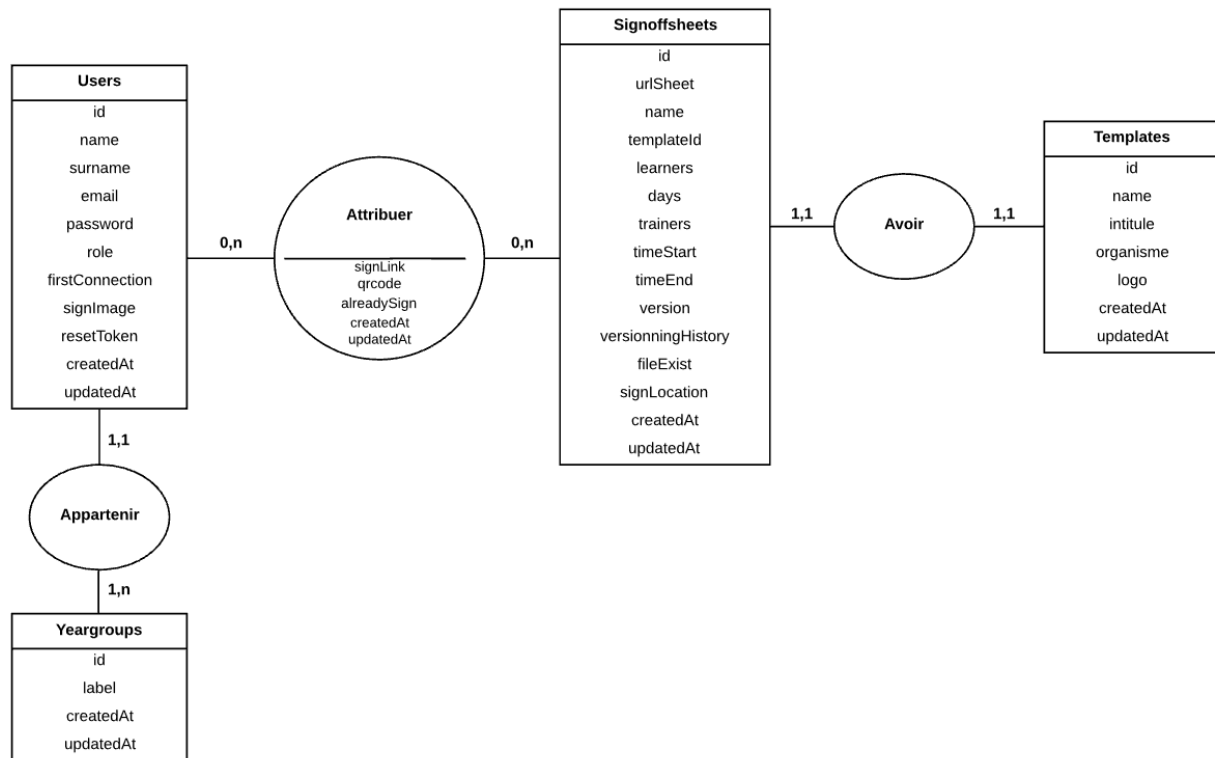 Users
id
name
surname
email
password
role
firstConnection
signImage
resetToken
createdAt
updatedAt
0,n
Attribuer
signLink
qrcode
alreadySign
createdAt
updatedAt
0,n
Signoffsheets
id
urlSheet
name
templateId
learners
days
trainers
timeStart
timeEnd
version
versionningHistory
fileExist
signLocation
createdAt
updatedAt
1,1
Avoir
1,1
Templates
id
name
intitule
organisme
logo
createdAt
updatedAt
1,1
Appartenir
1,n
Yeargroups
id
label
createdAt
updatedAt